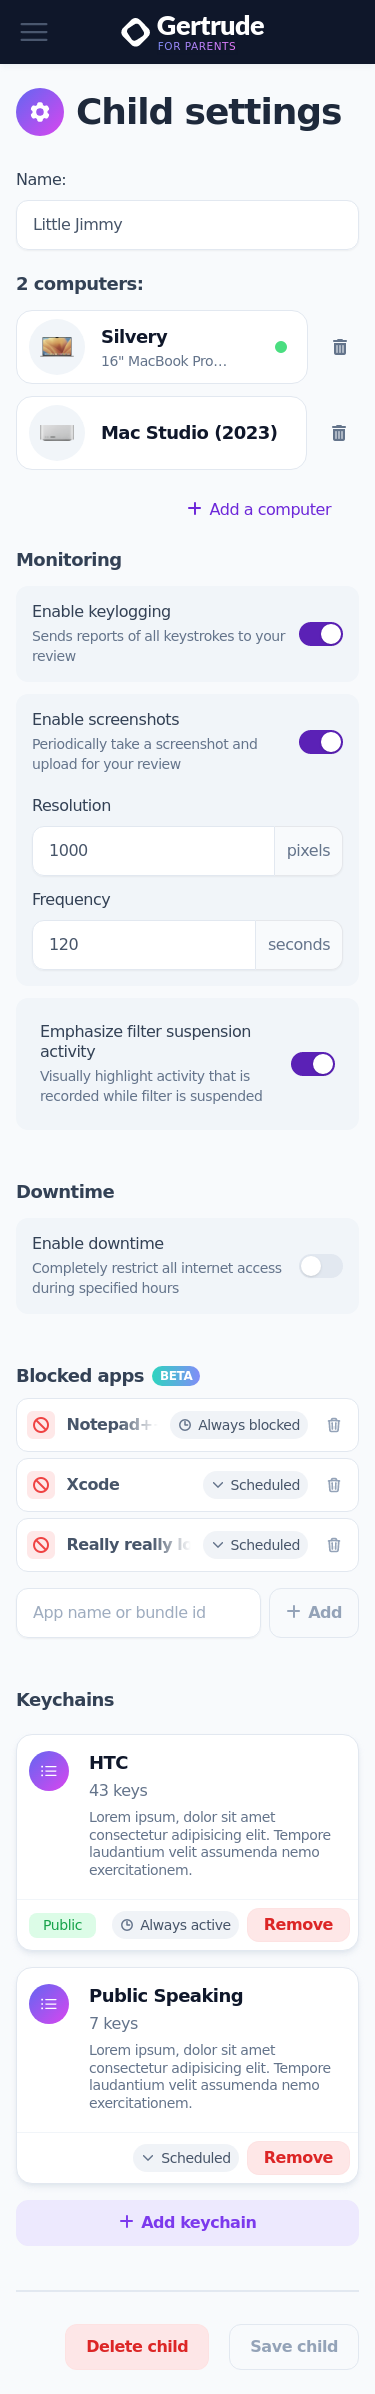 Gertrude
FOR PARENTS
Child settings
Name:
Little Jimmy
2 computers:
Silvery
16" MacBook Pro...
Mac Studio (2023)
+ Add a computer
Monitoring
Enable keylogging
Sends reports of all keystrokes to your
review
Enable screenshots
Periodically take a screenshot and
upload for your review
Resolution
1000 pixels
Frequency
120 seconds
Emphasize filter suspension
activity
Visually highlight activity that is
recorded while filter is suspended
Downtime
Enable downtime
Completely restrict all internet access
during specified hours
Blocked apps BETA
Notepad+ Always blocked
Xcode Scheduled
Really really lo Scheduled
App name or bundle id + Add
Keychains
HTC
43 keys
Lorem ipsum, dolor sit amet
consectetur adipisicing elit. Tempore
laudantium velit assumenda nemo
exercitationem.
Public Always active Remove
Public Speaking
7 keys
Lorem ipsum, dolor sit amet
consectetur adipisicing elit. Tempore
laudantium velit assumenda nemo
exercitationem.
Scheduled Remove
+ Add keychain
Delete child Save child